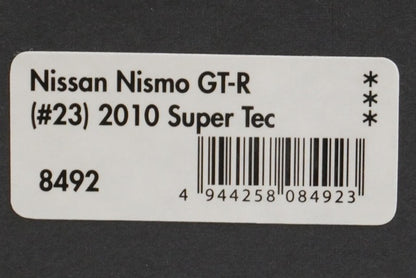 Nissan Nismo GT-R ✳
(#23) 2010 Super Tec ✳
✳
8492
4 944258 084923